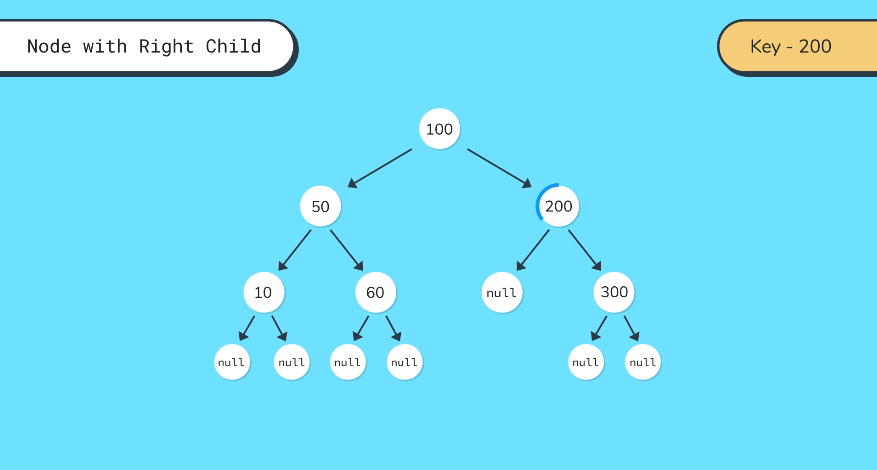 Node with Right Child
Key - 200
100
50
200
10
60
null
300
null
null
null
null
null
null